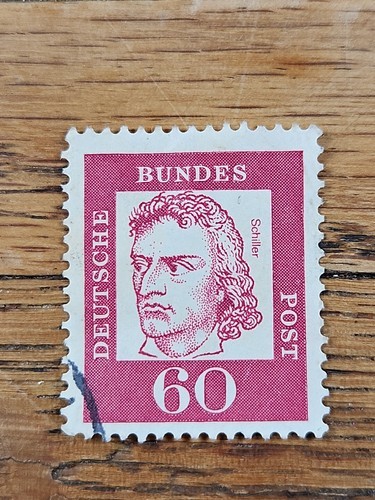 DEUTSCHE
BUNDES
POST
Schiller
60